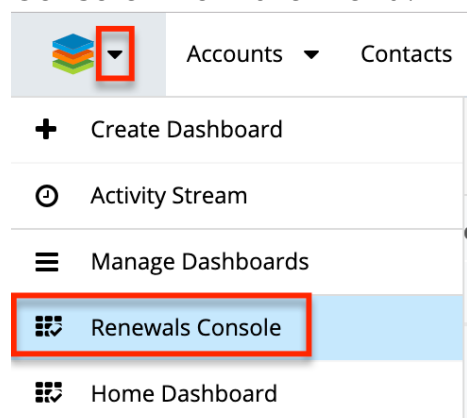 Accounts Contacts
Create Dashboard
Activity Stream
Manage Dashboards
Renewals Console
Home Dashboard